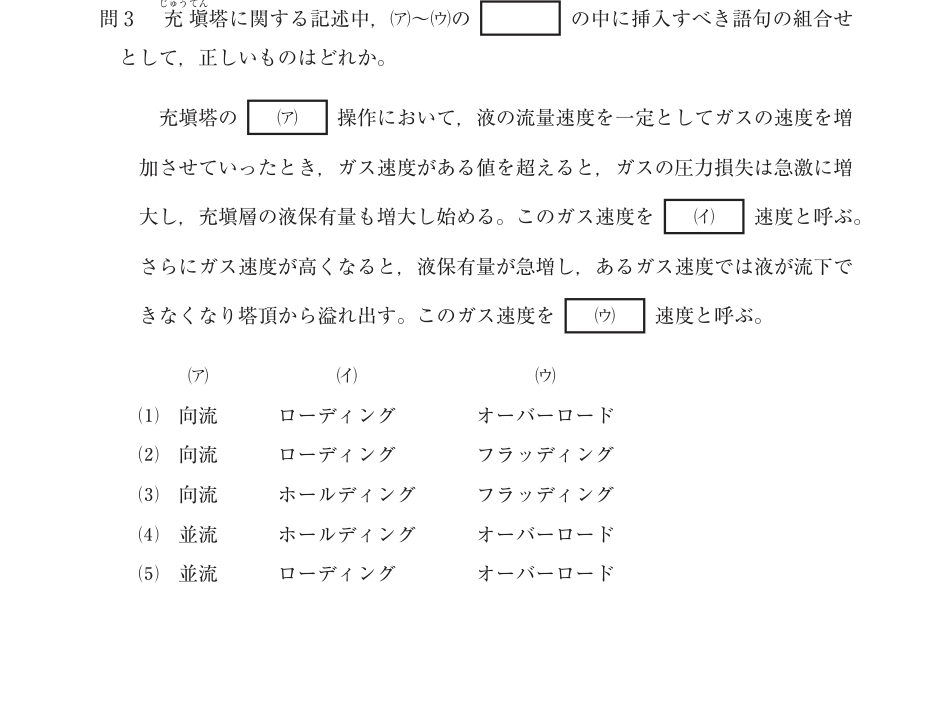 じゅうてん
問3　充塡塔に関する記述中，㋐～㋒の　　　の中に挿入すべき語句の組合せ
として，正しいものはどれか。
充塡塔の (ア) 操作において，液の流量速度を一定としてガスの速度を増
加させていったとき，ガス速度がある値を超えると，ガスの圧力損失は急激に増
大し，充塡層の液保有量も増大し始める。このガス速度を (イ) 速度と呼ぶ。
さらにガス速度が高くなると，液保有量が急増し，あるガス速度では液が流下で
きなくなり塔頂から溢れ出す。このガス速度を (ウ) 速度と呼ぶ。
(ア)　(イ)　(ウ)
(1)　向流　ローディング　オーバーロード
(2)　向流　ローディング　フラッディング
(3)　向流　ホールディング　フラッディング
(4)　並流　ホールディング　オーバーロード
(5)　並流　ローディング　オーバーロード